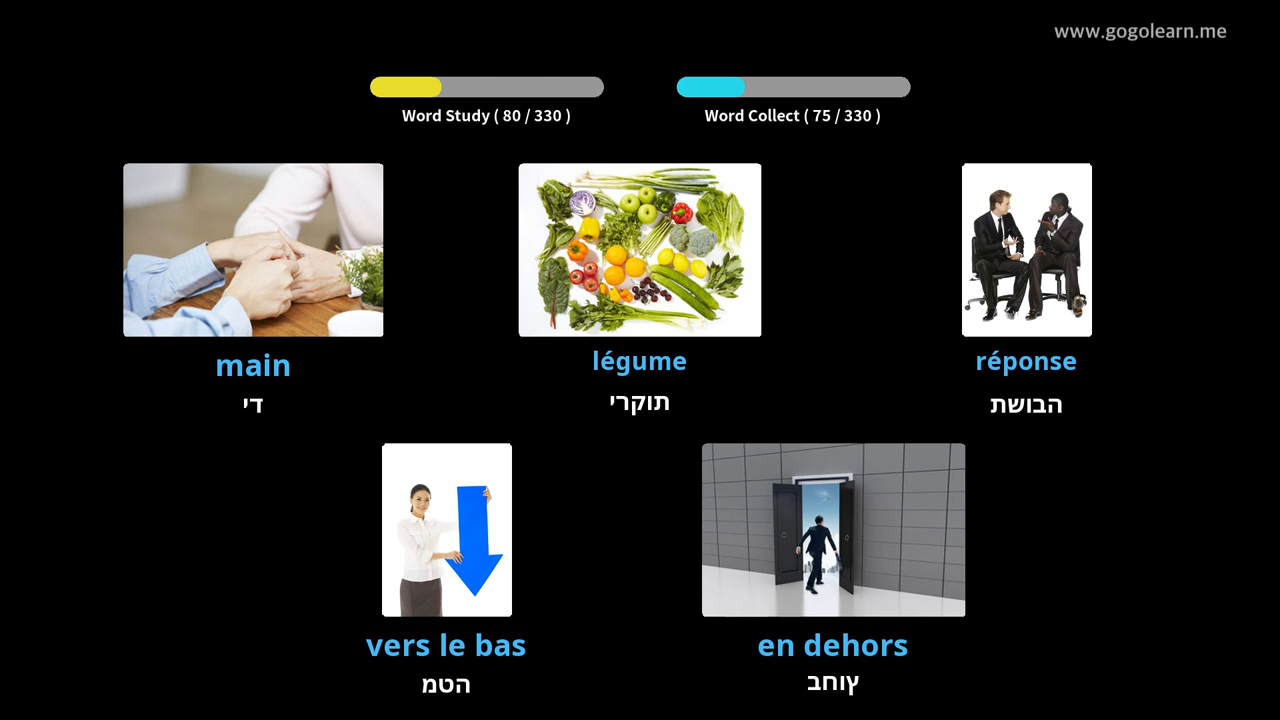 www.gogolearn.me
Word Study ( 80 / 330 )
Word Collect ( 75 / 330 )
main
די
légume
תוקרי
réponse
הבושת
vers le bas
הטמ
en dehors
ץוחב